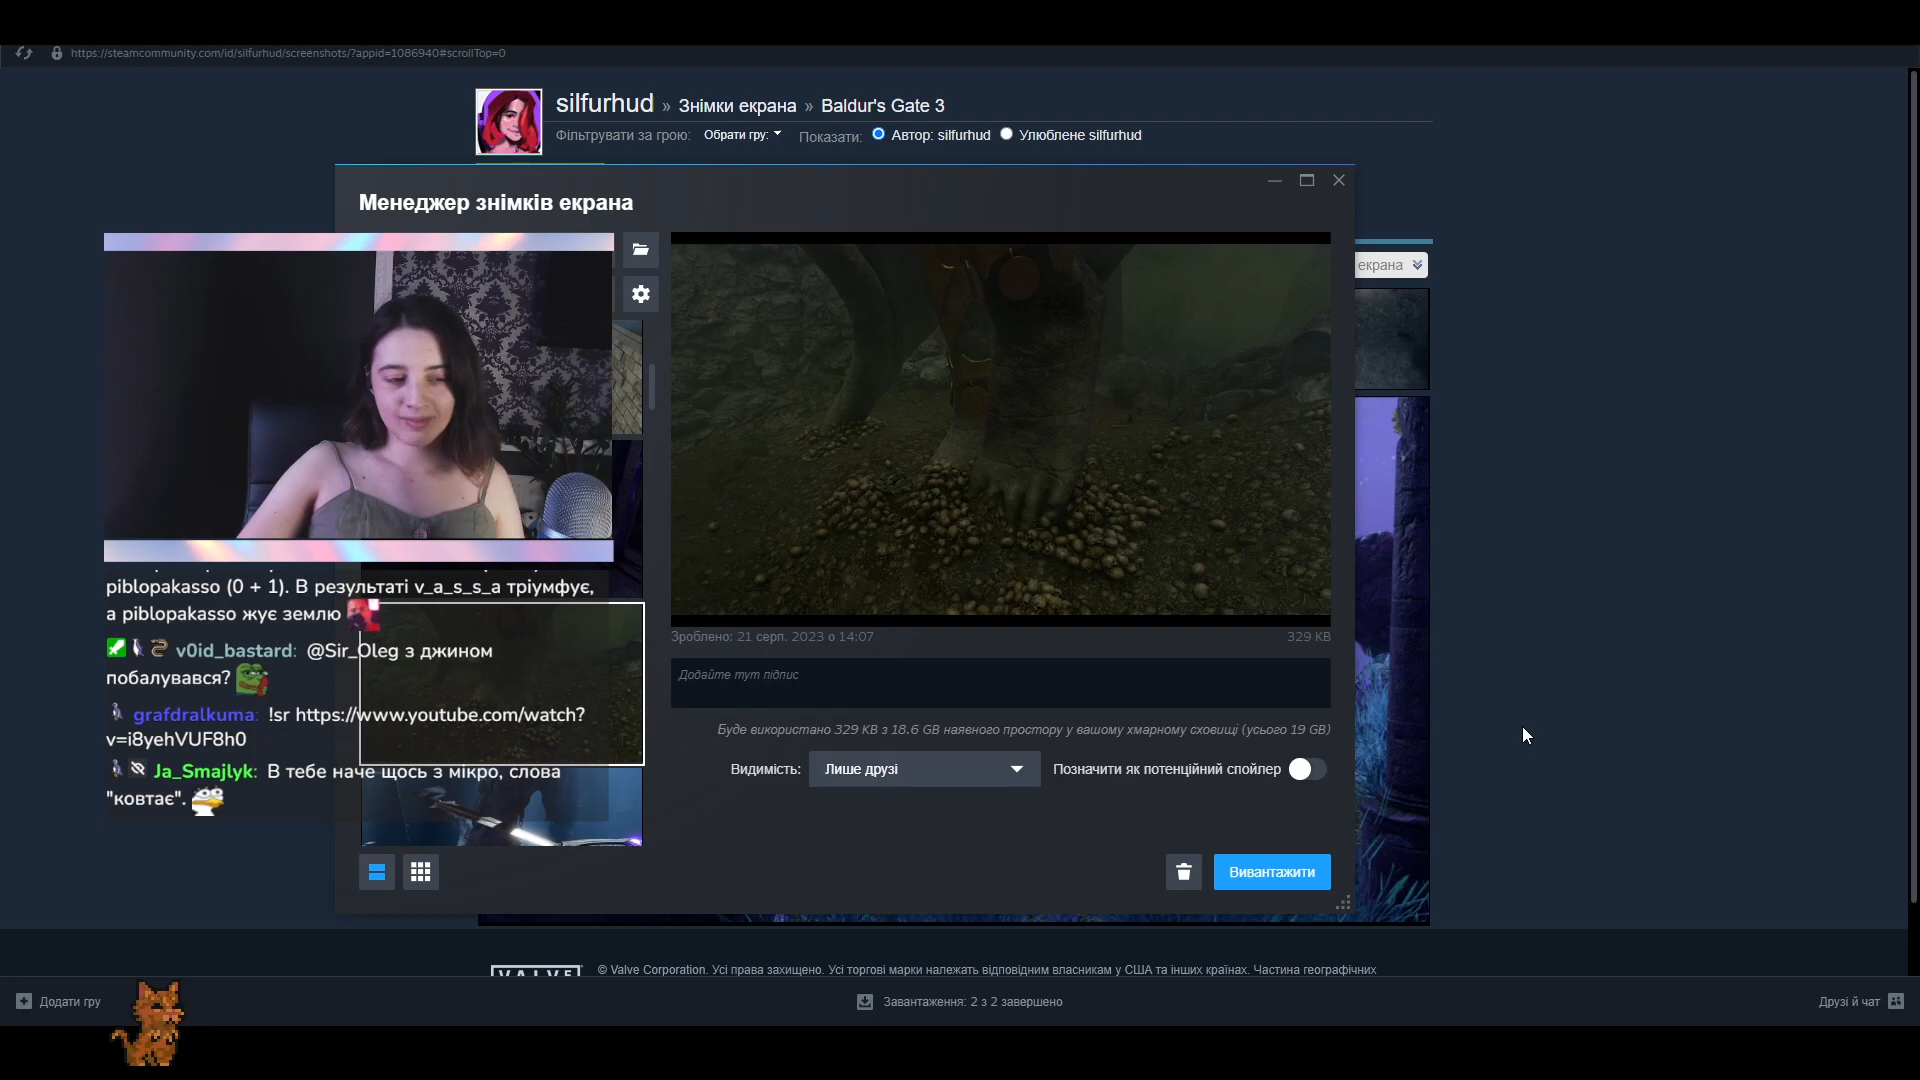 https://steamcommunity.com/id/silfurhud/screenshots/?appid=1086940#scrollTop=0
silfurhud » Знімки екрана » Baldur's Gate 3
Фільтрувати за грою: Обрати гру: Показати: Автор: silfurhud Улюблене silfurhud
Менеджер знімків екрана
екрана
piblopakasso (0 + 1). В результаті v_a_s_s_a тріумфує,
а piblopakasso жує землю
v0id_bastard: @Sir_Oleg з джином
побалувався?
grafdralkuma: !sr https://www.youtube.com/watch?
v=i8yehVUF8h0
Ja_Smajlyk: В тебе наче щось з мікро, слова
"ковтає".
Зроблено: 21 серп. 2023 о 14:07
329 KB
Додайте тут підпис
Буде використано 329 KB з 18.6 GB наявного простору у вашому хмарному сховищі (усього 19 GB)
Видимість: Лише друзі Позначити як потенційний спойлер
Вивантажити
VALVE
© Valve Corporation. Усі права захищено. Усі торгові марки належать відповідним власникам у США та інших країнах. Частина географічних
Додати гру
Завантаження: 2 з 2 завершено
Друзі й чат